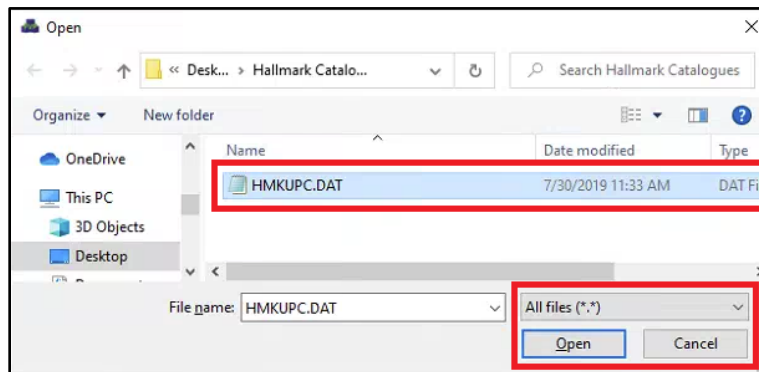 Open
« Desk... › Hallmark Catalo...
Search Hallmark Catalogues
Organize
New folder
Name
Date modified
Type
OneDrive
HMKUPC.DAT
7/30/2019 11:33 AM
DAT Fi
This PC
3D Objects
Desktop
File name:
HMKUPC.DAT
All files (*.*)
Open
Cancel